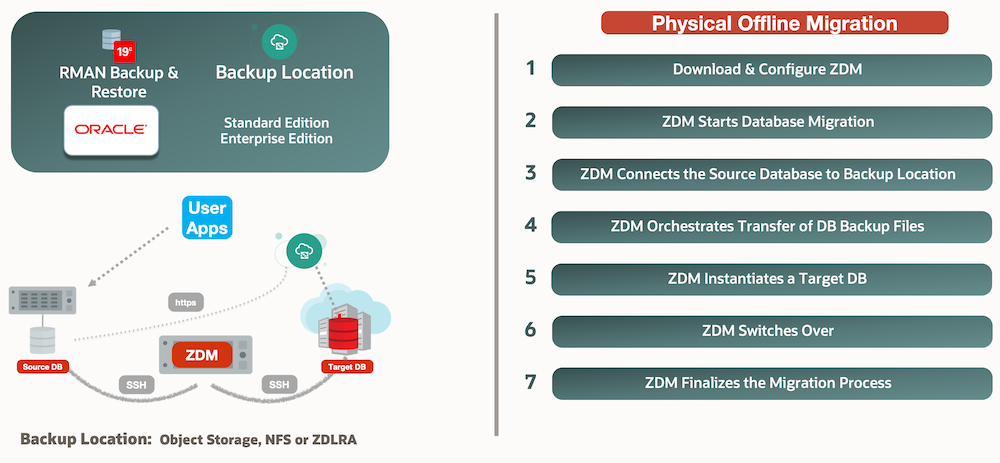 19c
RMAN Backup &
Restore
ORACLE
Backup Location
Standard Edition
Enterprise Edition
User
Apps
https
ZDM
Source DB
Target DB
SSH
SSH
Backup Location: Object Storage, NFS or ZDLRA
Physical Offline Migration
1 Download & Configure ZDM
2 ZDM Starts Database Migration
3 ZDM Connects the Source Database to Backup Location
4 ZDM Orchestrates Transfer of DB Backup Files
5 ZDM Instantiates a Target DB
6 ZDM Switches Over
7 ZDM Finalizes the Migration Process